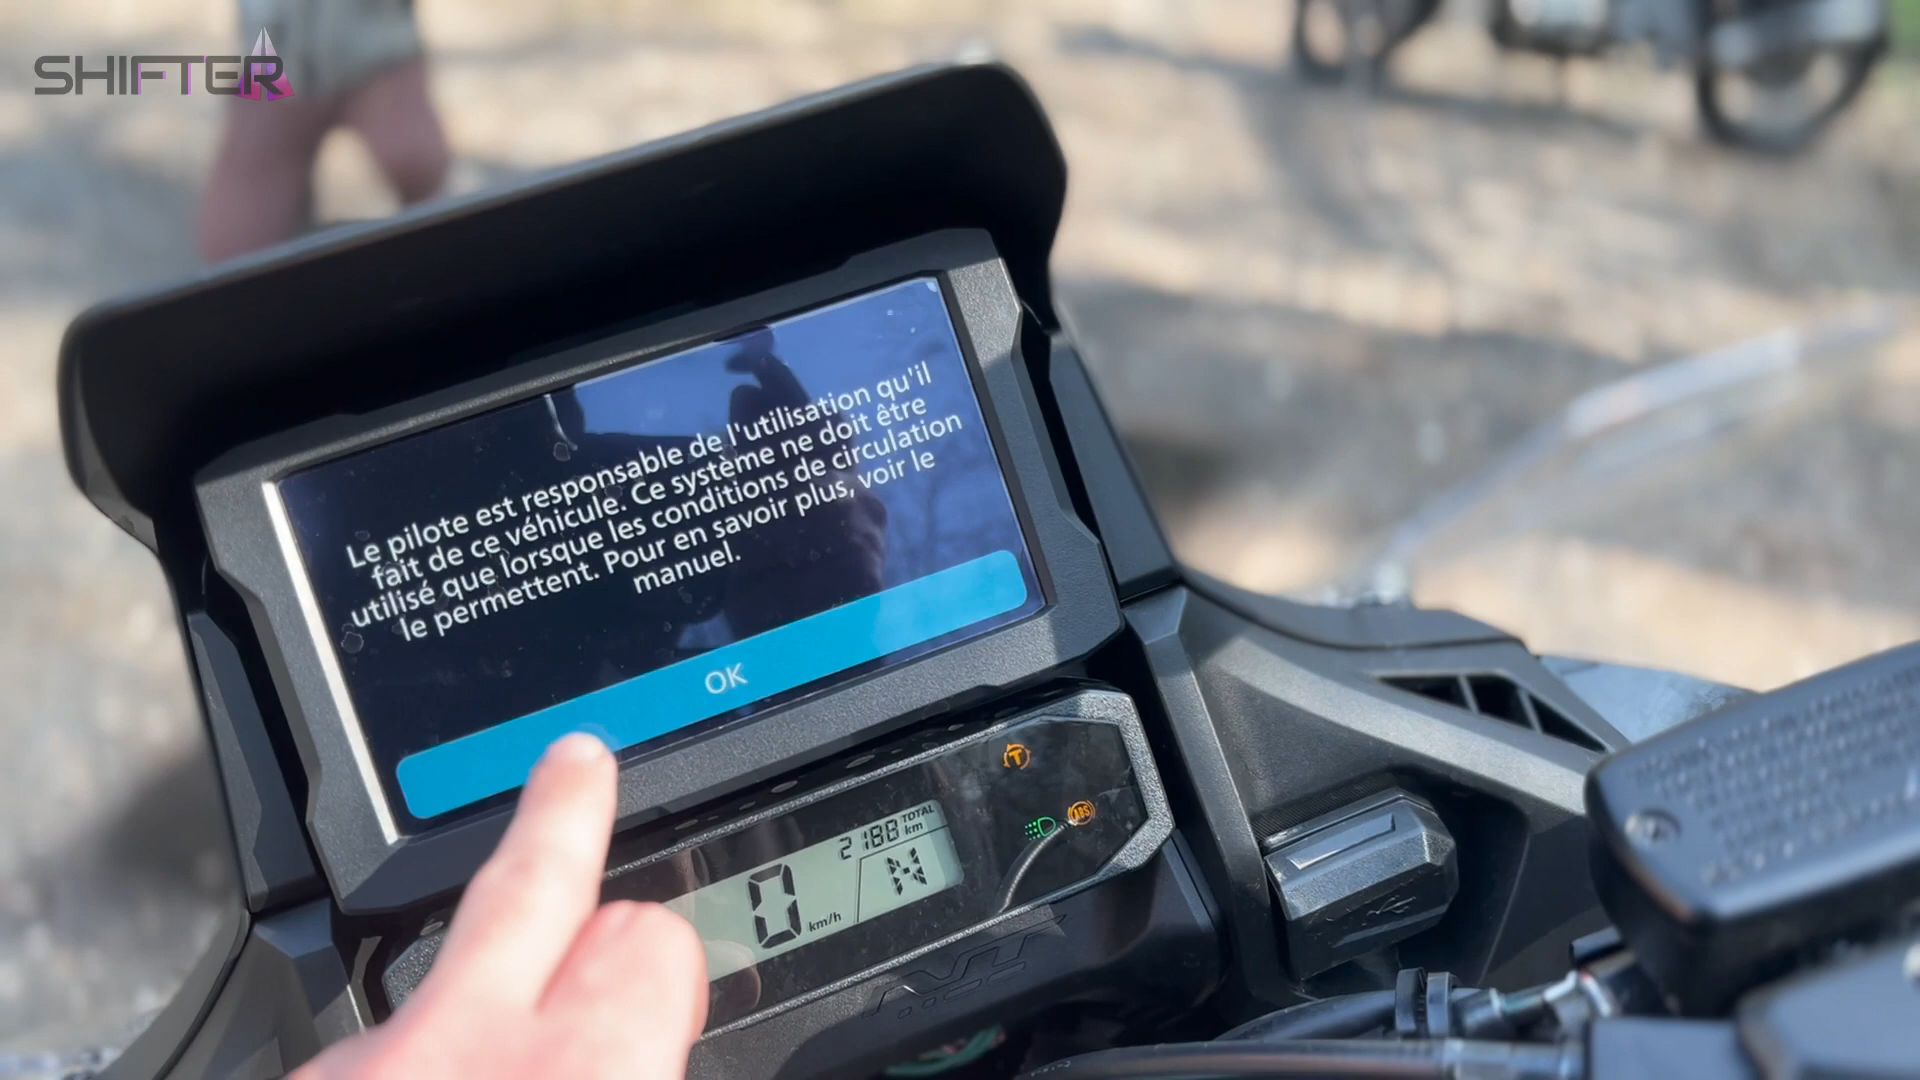 SHIFTER
Le pilote est responsable de l'utilisation qu'il
fait de ce véhicule. Ce système ne doit être
utilisé que lorsque les conditions de circulation
le permettent. Pour en savoir plus, voir le
manuel.
OK
T
2188 TOTAL km
ABS
0 km/h
N